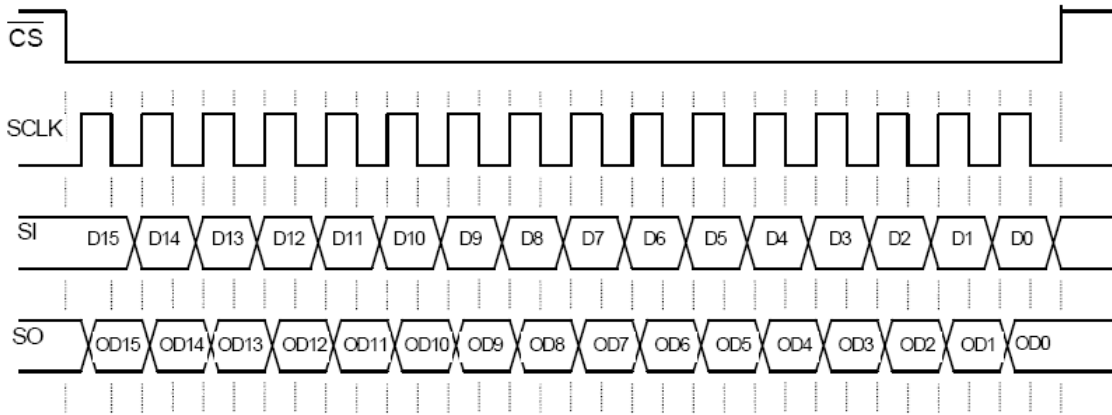 CS
SCLK
SI D15 D14 D13 D12 D11 D10 D9 D8 D7 D6 D5 D4 D3 D2 D1 D0
SO OD15 OD14 OD13 OD12 OD11 OD10 OD9 OD8 OD7 OD6 OD5 OD4 OD3 OD2 OD1 OD0